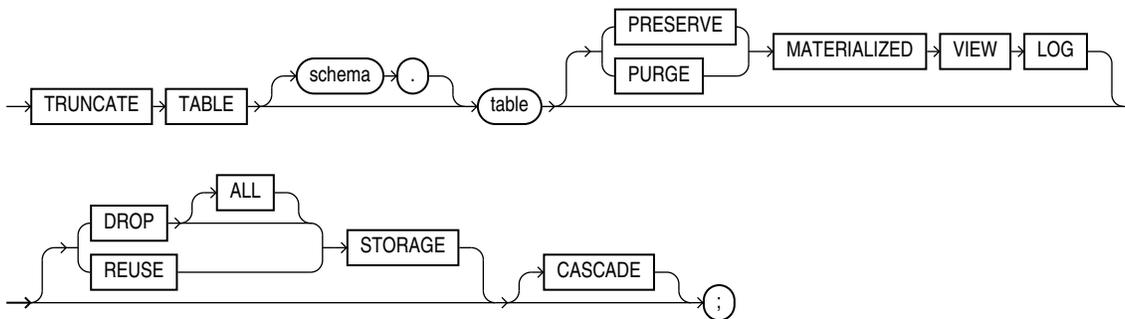 PRESERVE
PURGE
MATERIALIZED VIEW LOG
schema .
TRUNCATE TABLE table
ALL
DROP
REUSE
STORAGE
CASCADE
;